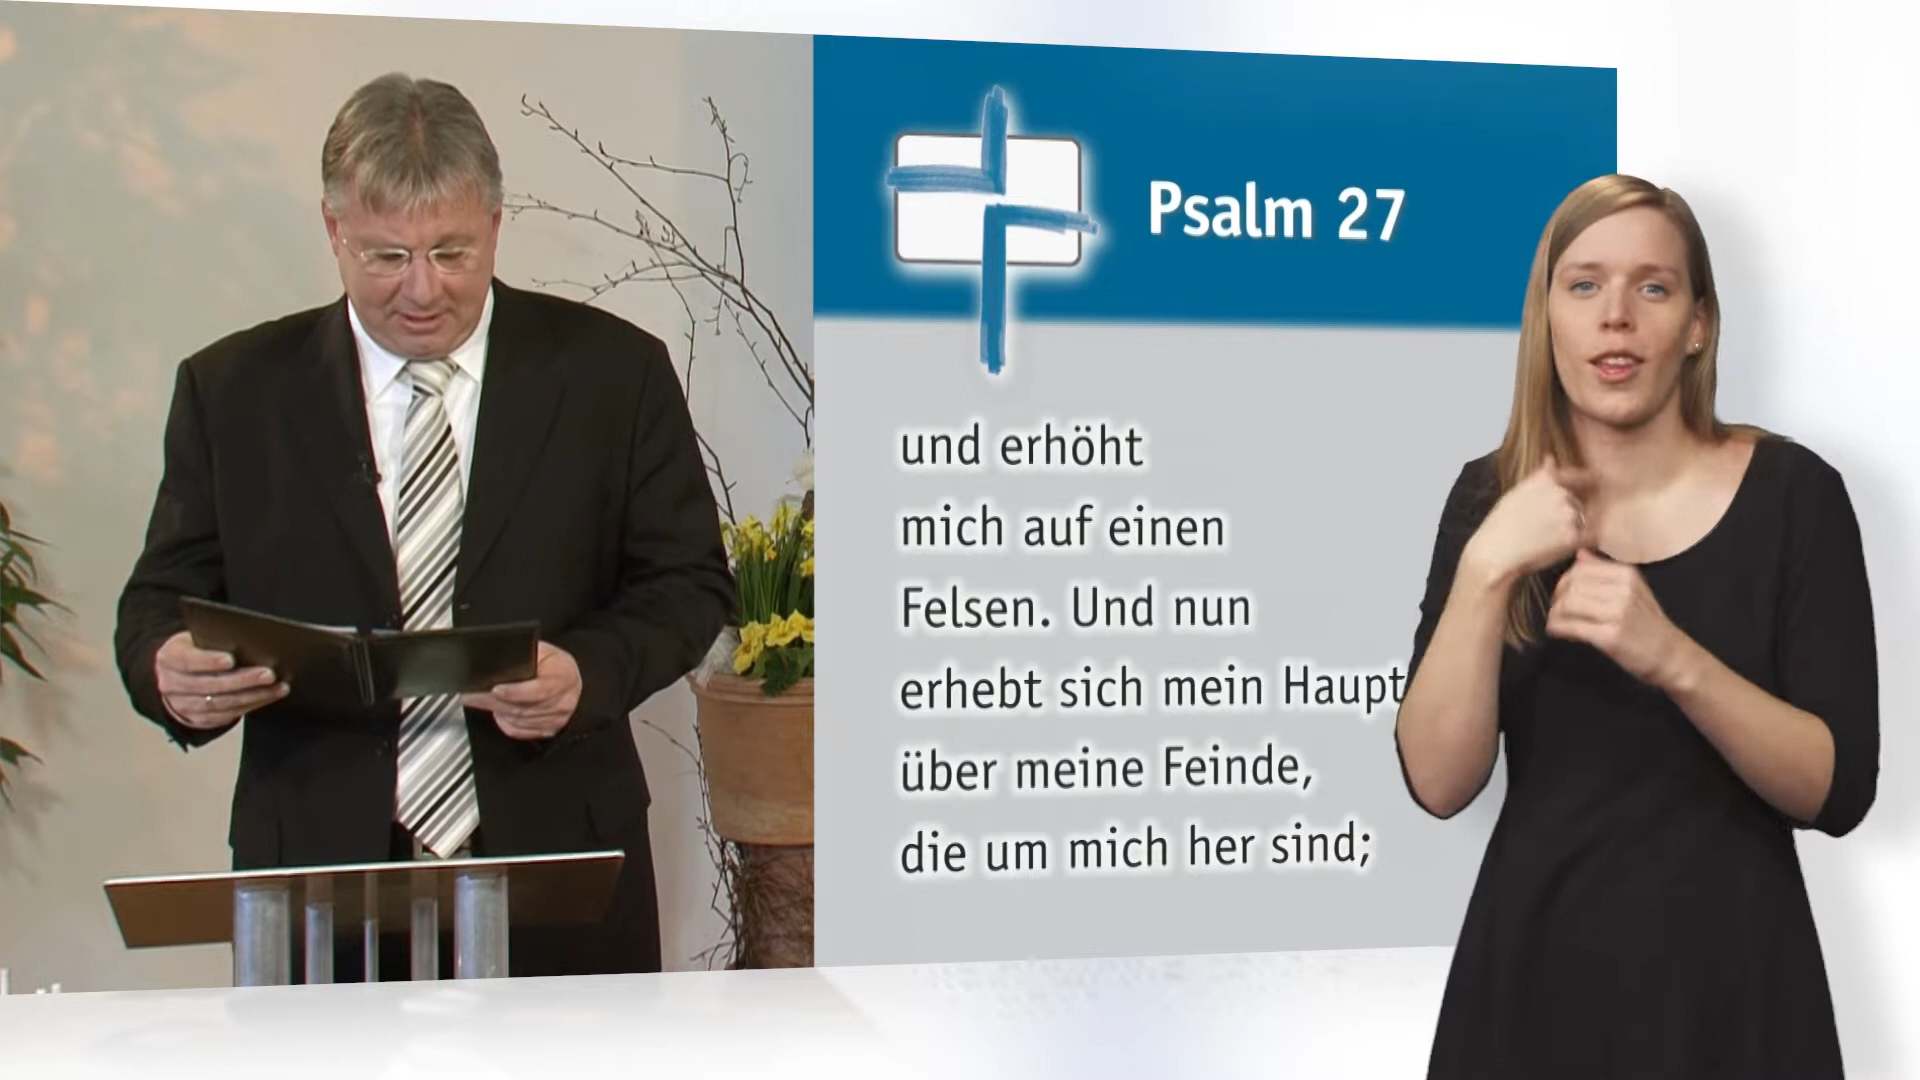 Psalm 27
und erhöht
mich auf einen
Felsen. Und nun
erhebt sich mein Haupt
über meine Feinde,
die um mich her sind;